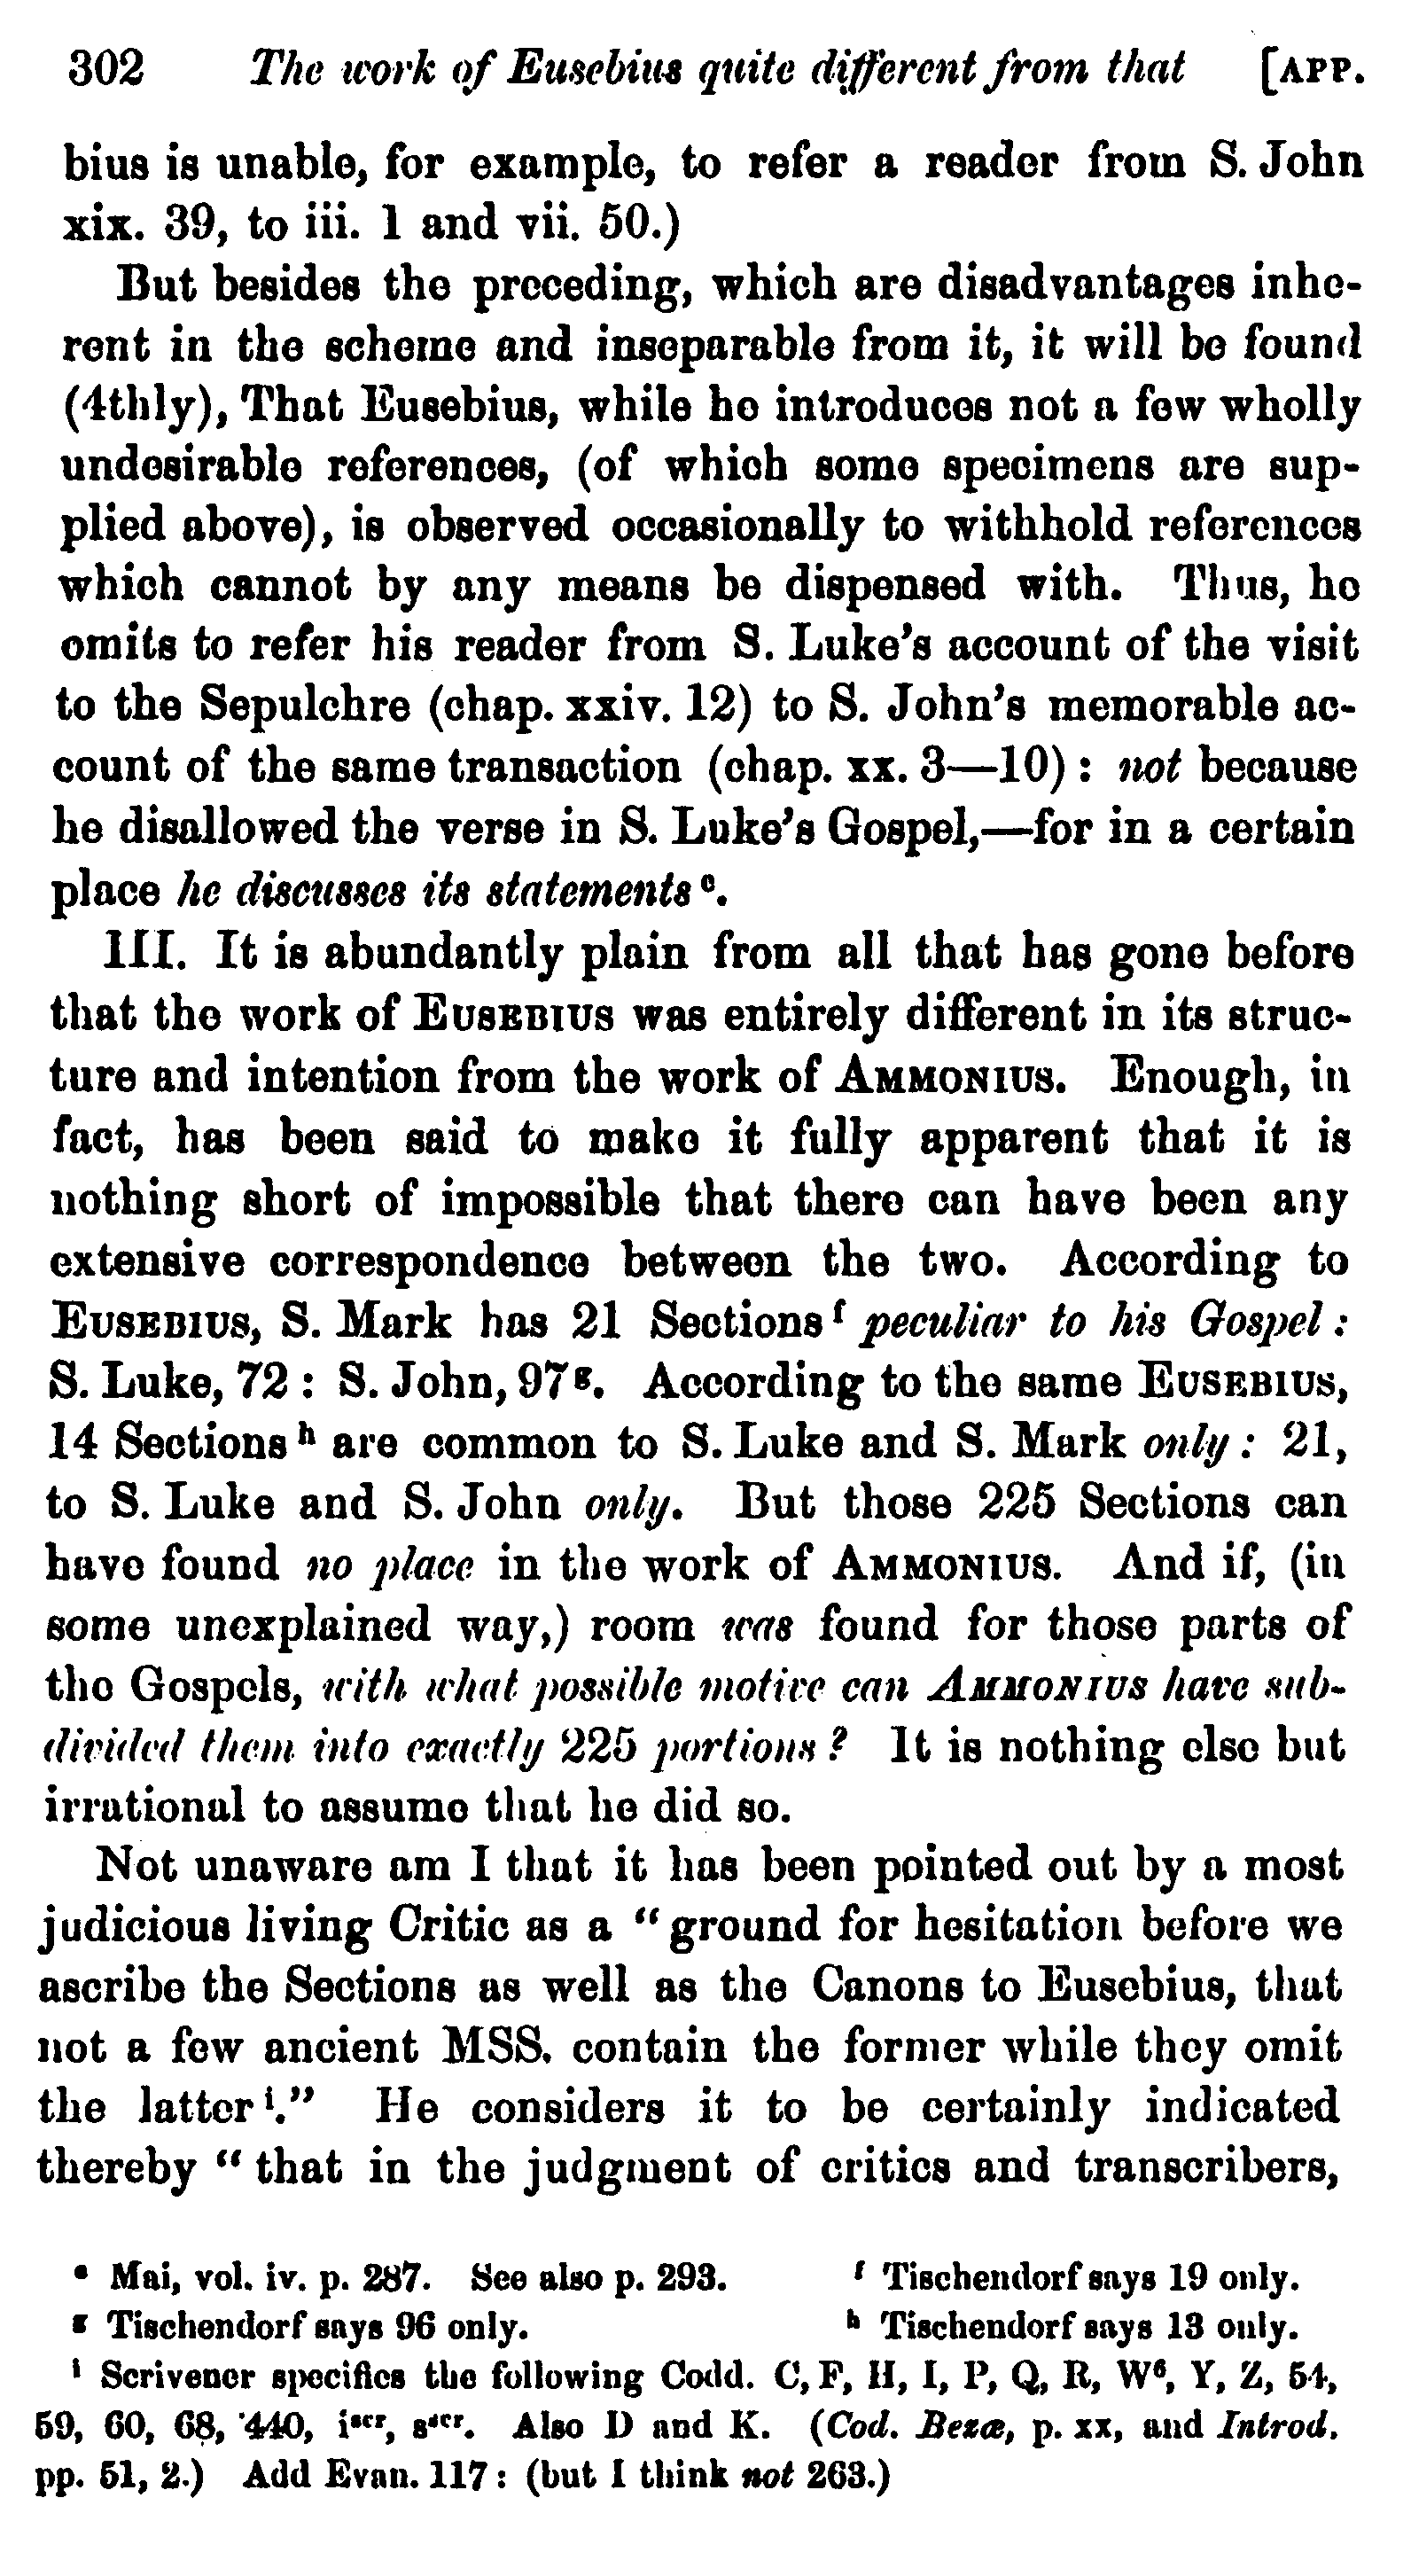 302 The work of Eusebius quite different from that [APP.
bius is unable, for example, to refer a reader from S. John
xix. 39, to iii. 1 and vii. 50.)
But besides the preceding, which are disadvantages inhe-
rent in the scheme and inseparable from it, it will be found
(4thly), That Eusebius, while he introduces not a few wholly
undesirable references, (of which some specimens are sup-
plied above), is observed occasionally to withhold references
which cannot by any means be dispensed with. Thus, he
omits to refer his reader from S. Luke's account of the visit
to the Sepulchre (chap. xxiv. 12) to S. John's memorable ac-
count of the same transaction (chap. xx. 3—10) : not because
he disallowed the verse in S. Luke's Gospel,—for in a certain
place he discusses its statements e.
III. It is abundantly plain from all that has gone before
that the work of EUSEBIUS was entirely different in its struc-
ture and intention from the work of AMMONIUS. Enough, in
fact, has been said to make it fully apparent that it is
nothing short of impossible that there can have been any
extensive correspondence between the two. According to
EUSEBIUS, S. Mark has 21 Sections f peculiar to his Gospel :
S. Luke, 72 : S. John, 97 g. According to the same EUSEBIUS,
14 Sections h are common to S. Luke and S. Mark only : 21,
to S. Luke and S. John only. But those 225 Sections can
have found no place in the work of AMMONIUS. And if, (in
some unexplained way,) room was found for those parts of
the Gospels, with what possible motive can AMMONIUS have sub-
divided them into exactly 225 portions ? It is nothing else but
irrational to assume that he did so.
Not unaware am I that it has been pointed out by a most
judicious living Critic as a “ ground for hesitation before we
ascribe the Sections as well as the Canons to Eusebius, that
not a few ancient MSS. contain the former while they omit
the latter i.” He considers it to be certainly indicated
thereby “ that in the judgment of critics and transcribers,
e Mai, vol. iv. p. 287. See also p. 293. f Tischendorf says 19 only.
g Tischendorf says 96 only. h Tischendorf says 13 only.
i Scrivener specifies the following Codd. C, F, H, I, P, Q, R, W6, Y, Z, 54,
59, 60, 68, 440, iscr, sscr. Also D and K. (Cod. Bezæ, p. xx, and Introd.
pp. 51, 2.) Add Evan. 117 : (but I think not 263.)